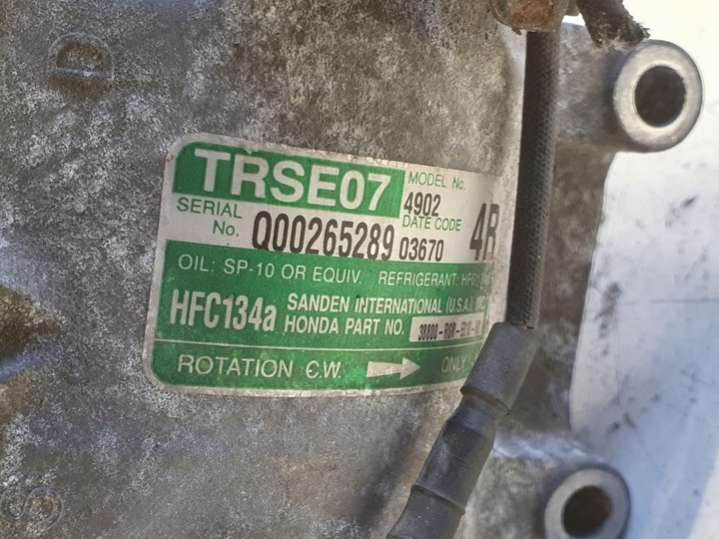 D
TRSE07 MODEL No.
4902
SERIAL No. Q00265289 DATE CODE
03670 4R
OIL: SP-10 OR EQUIV. REFRIGERANT:
HFC134a SANDEN INTERNATIONAL (U.S.A.)
HONDA PART NO.
ROTATION C.W. ONLY